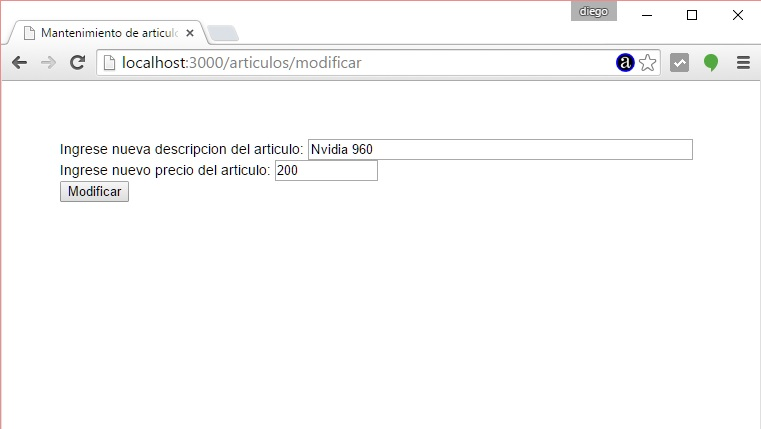 diego
Mantenimiento de articulo
localhost:3000/articulos/modificar
a
Ingrese nueva descripcion del articulo: Nvidia 960
Ingrese nuevo precio del articulo: 200
Modificar